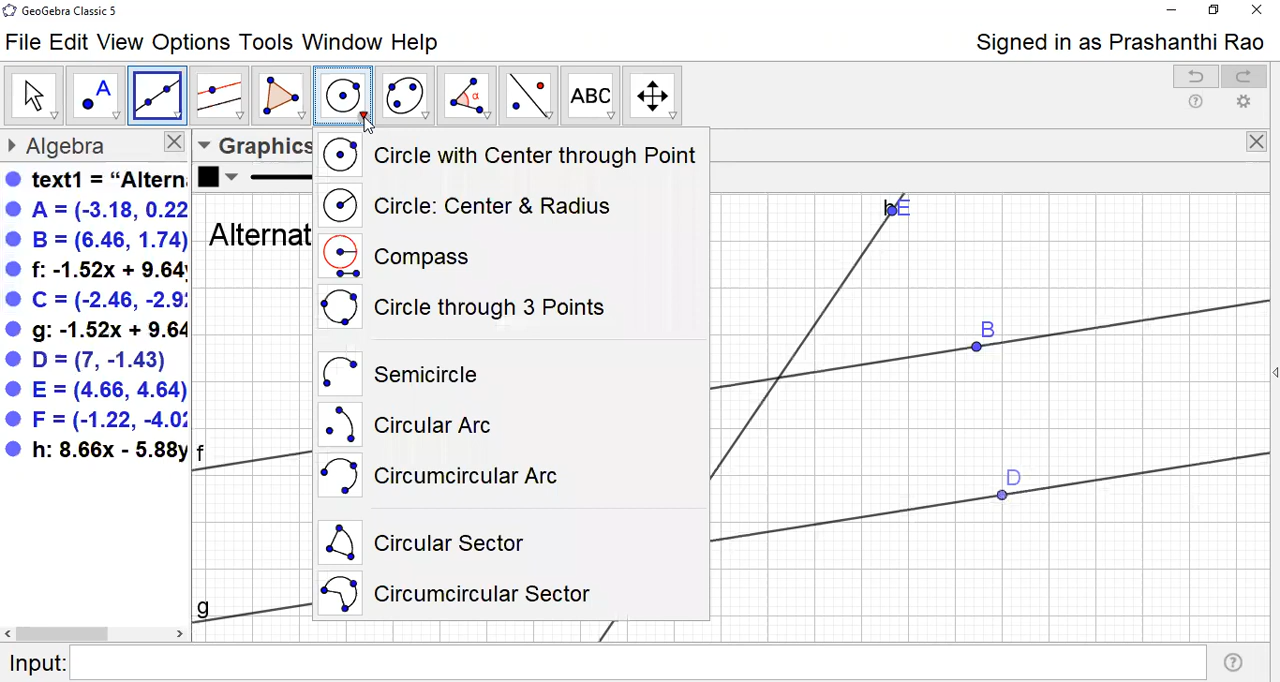 GeoGebra Classic 5
File Edit View Options Tools Window Help
Signed in as Prashanthi Rao
A
α
ABC
Algebra
Graphics
text1 = “Altern
A = (-3.18, 0.22
B = (6.46, 1.74)
f: -1.52x + 9.64y
C = (-2.46, -2.9
g: -1.52x + 9.64
D = (7, -1.43)
E = (4.66, 4.64)
F = (-1.22, -4.02
h: 8.66x - 5.88y
Circle with Center through Point
Circle: Center & Radius
Compass
Circle through 3 Points
Semicircle
Circular Arc
Circumcircular Arc
Circular Sector
Circumcircular Sector
Alternat
h
E
B
f
D
g
Input: